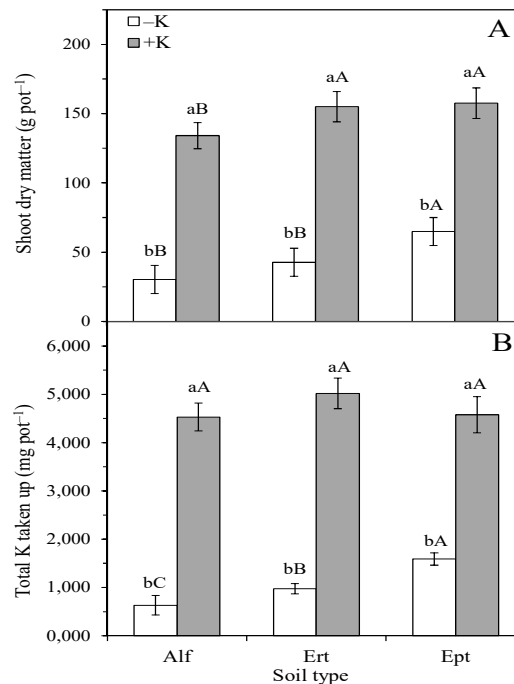 –K
+K
A
225
200
150
100
50
0
Shoot dry matter (g pot⁻¹)
aB
aA
aA
bB
bB
bA
B
6,000
5,000
4,000
3,000
2,000
1,000
0,000
Total K taken up (mg pot⁻¹)
aA
aA
aA
bC
bB
bA
Alf Ert Ept
Soil type